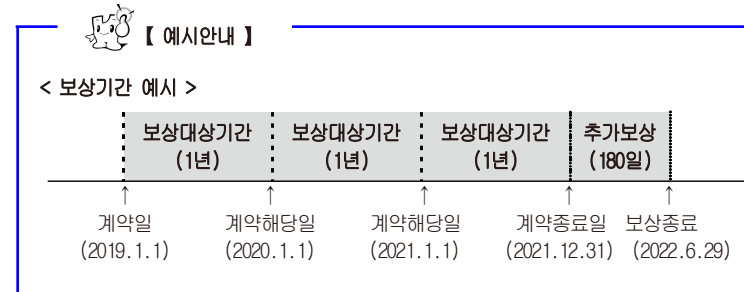 【 예시안내 】
< 보상기간 예시 >
보상대상기간 보상대상기간 보상대상기간 추가보상
(1년) (1년) (1년) (180일)
↑ ↑ ↑ ↑ ↑
계약일 계약해당일 계약해당일 계약종료일 보상종료
(2019.1.1) (2020.1.1) (2021.1.1) (2021.12.31) (2022.6.29)